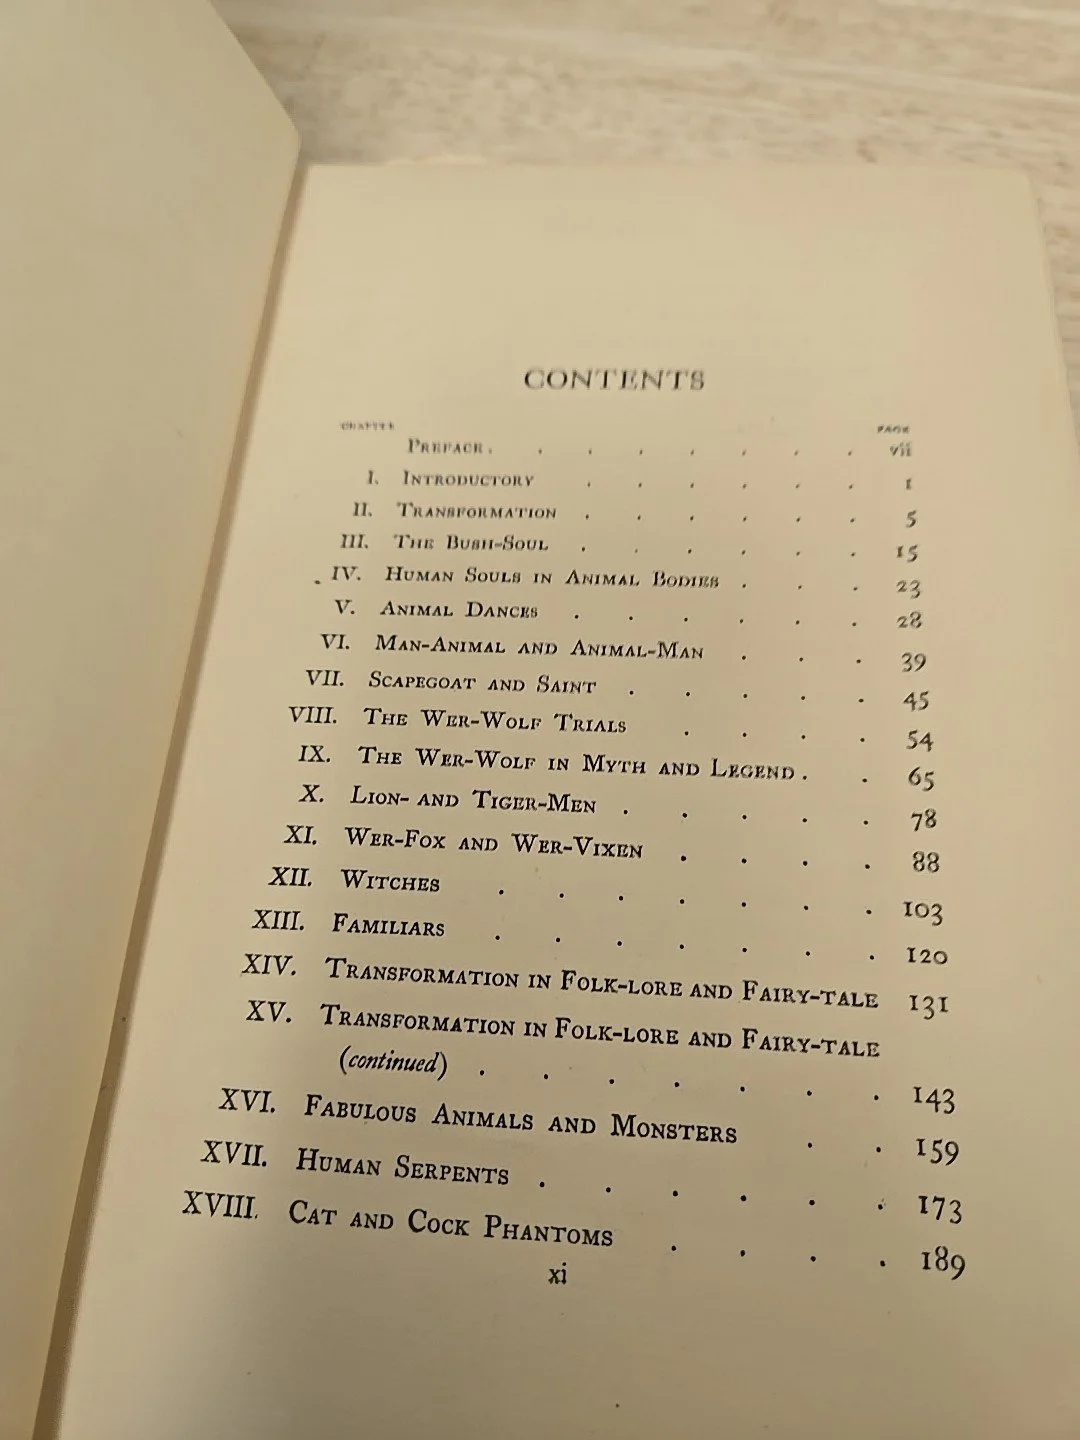 CONTENTS
CHAPTER PAGE
PREFACE . . . . . . . . vii
I. INTRODUCTORY . . . . . . 1
II. TRANSFORMATION . . . . . . 5
III. THE BUSH-SOUL . . . . . . 15
IV. HUMAN SOULS IN ANIMAL BODIES . . . 23
V. ANIMAL DANCES . . . . . . 28
VI. MAN-ANIMAL AND ANIMAL-MAN . . . 39
VII. SCAPEGOAT AND SAINT . . . . . 45
VIII. THE WER-WOLF TRIALS . . . . 54
IX. THE WER-WOLF IN MYTH AND LEGEND . . 65
X. LION- AND TIGER-MEN . . . . . 78
XI. WER-FOX AND WER-VIXEN . . . . 88
XII. WITCHES . . . . . . . 103
XIII. FAMILIARS . . . . . . . 120
XIV. TRANSFORMATION IN FOLK-LORE AND FAIRY-TALE 131
XV. TRANSFORMATION IN FOLK-LORE AND FAIRY-TALE
(continued) . . . . . . . 143
XVI. FABULOUS ANIMALS AND MONSTERS . . 159
XVII. HUMAN SERPENTS . . . . . . 173
XVIII. CAT AND COCK PHANTOMS . . . . 189
xi